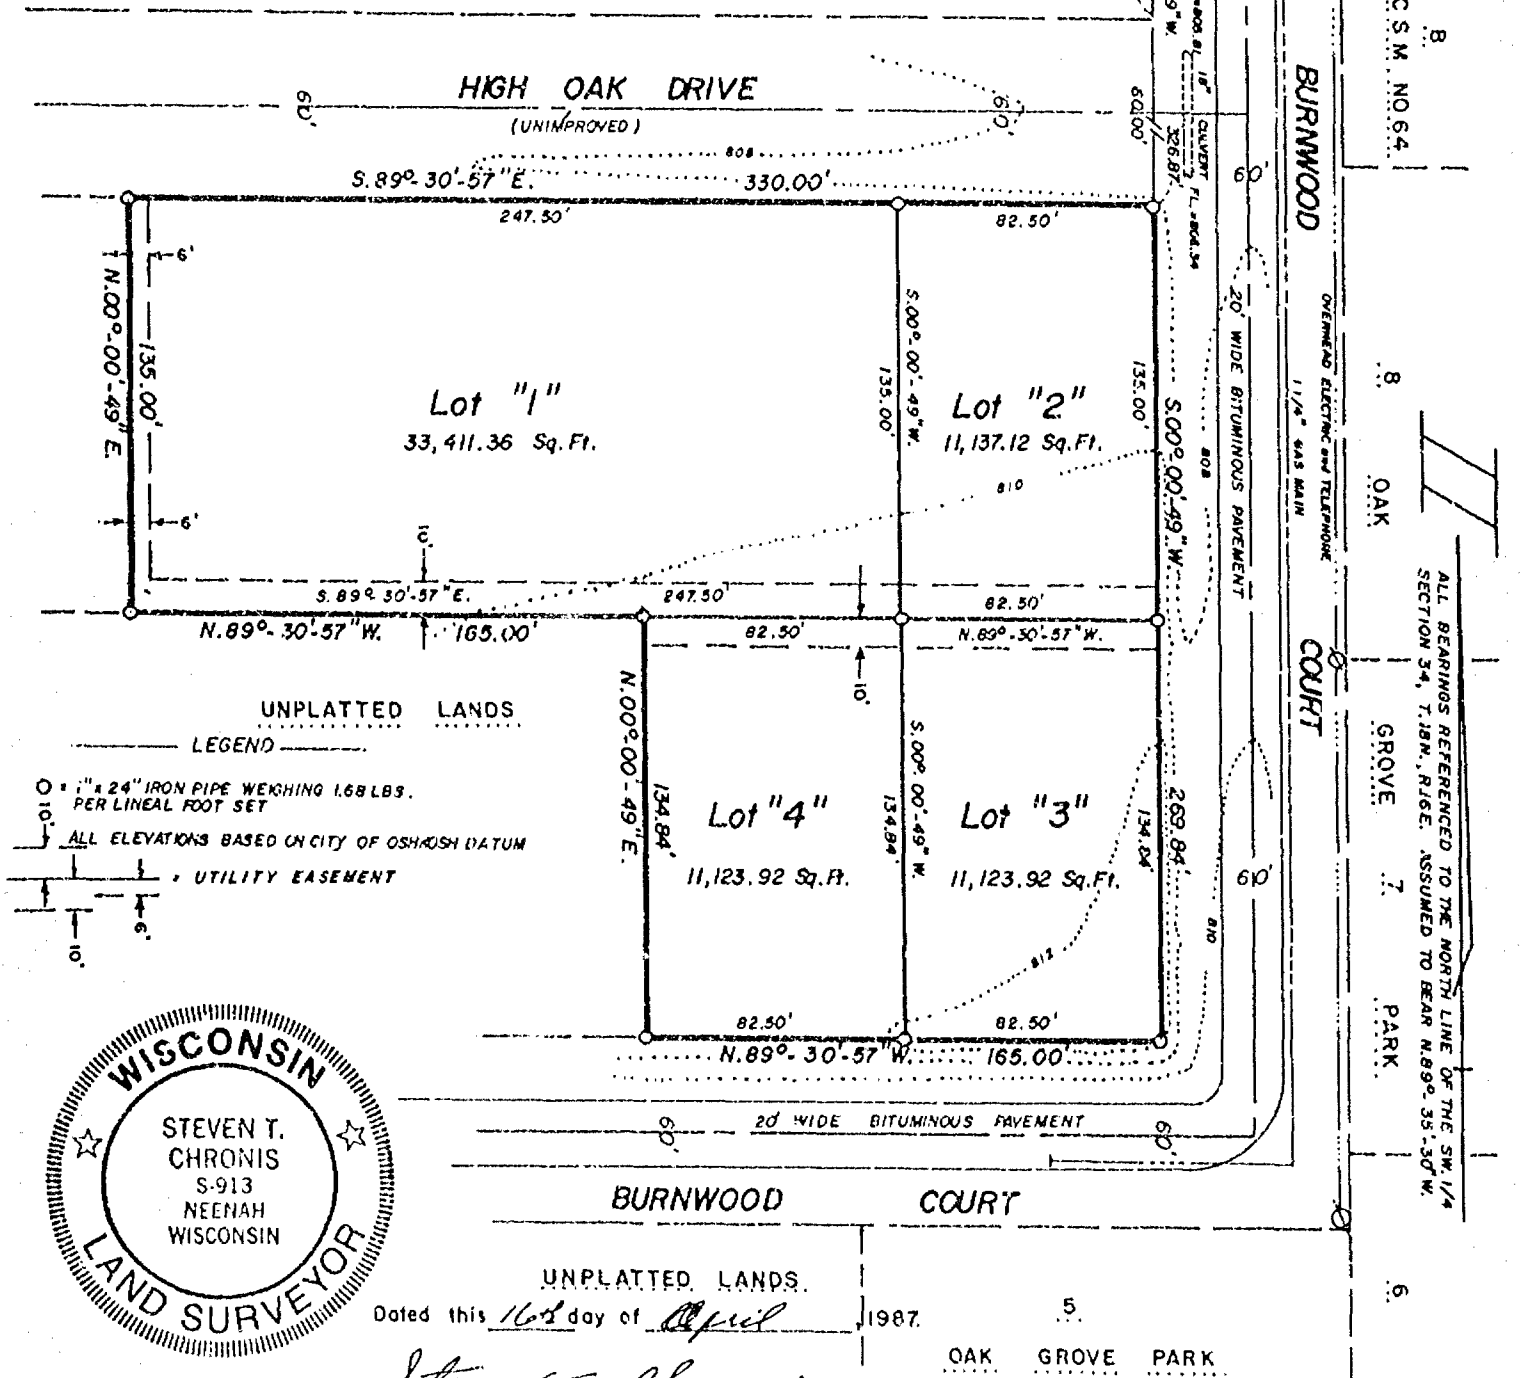 HIGH OAK DRIVE
(UNIMPROVED)
60'
60'
808
S.89°-30'-57"E. 330.00'
247.50'
82.50'
60.00'
326.87'
18" CULVERT FL.=804.54
60'
BURNWOOD
COURT
C S M NO 64
8
8
OAK
GROVE
7
PARK
6
OVERHEAD ELECTRIC and TELEPHONE
1 1/4" GAS MAIN
20' WIDE BITUMINOUS PAVEMENT
ALL BEARINGS REFERENCED TO THE NORTH LINE OF THE SW. 1/4
SECTION 34, T.18N., R.16E. ASSUMED TO BEAR N.89°-35'-30"W.
6'
N.00°-00'-49"E.
135.00'
6'
Lot "1"
33,411.36 Sq.Ft.
S.00°-00'-49"W.
135.00'
Lot "2"
11,137.12 Sq.Ft.
135.00'
S.00°-00'-49"W.
808
810
S.89°-30'-57"E. 247.50'
82.50'
N.89°-30'-57"W. 165.00'
82.50'
N.89°-30'-57"W.
10'
N.00°-00'-49"E.
134.84'
Lot "4"
11,123.92 Sq.Ft.
S.00°-00'-49"W.
134.84'
Lot "3"
11,123.92 Sq.Ft.
134.84'
269.84'
60'
810
812
82.50'
82.50'
N.89°-30'-57"W. 165.00'
20' WIDE BITUMINOUS PAVEMENT
60'
60'
BURNWOOD COURT
UNPLATTED LANDS
LEGEND
O = 1" x 24" IRON PIPE WEIGHING 1.68 LBS.
PER LINEAL FOOT SET
ALL ELEVATIONS BASED ON CITY OF OSHKOSH DATUM
10'
= UTILITY EASEMENT
6'
10'
WISCONSIN
STEVEN T.
CHRONIS
S-913
NEENAH
WISCONSIN
LAND SURVEYOR
UNPLATTED LANDS
Dated this 16th day of April 1987.
5
OAK GROVE PARK